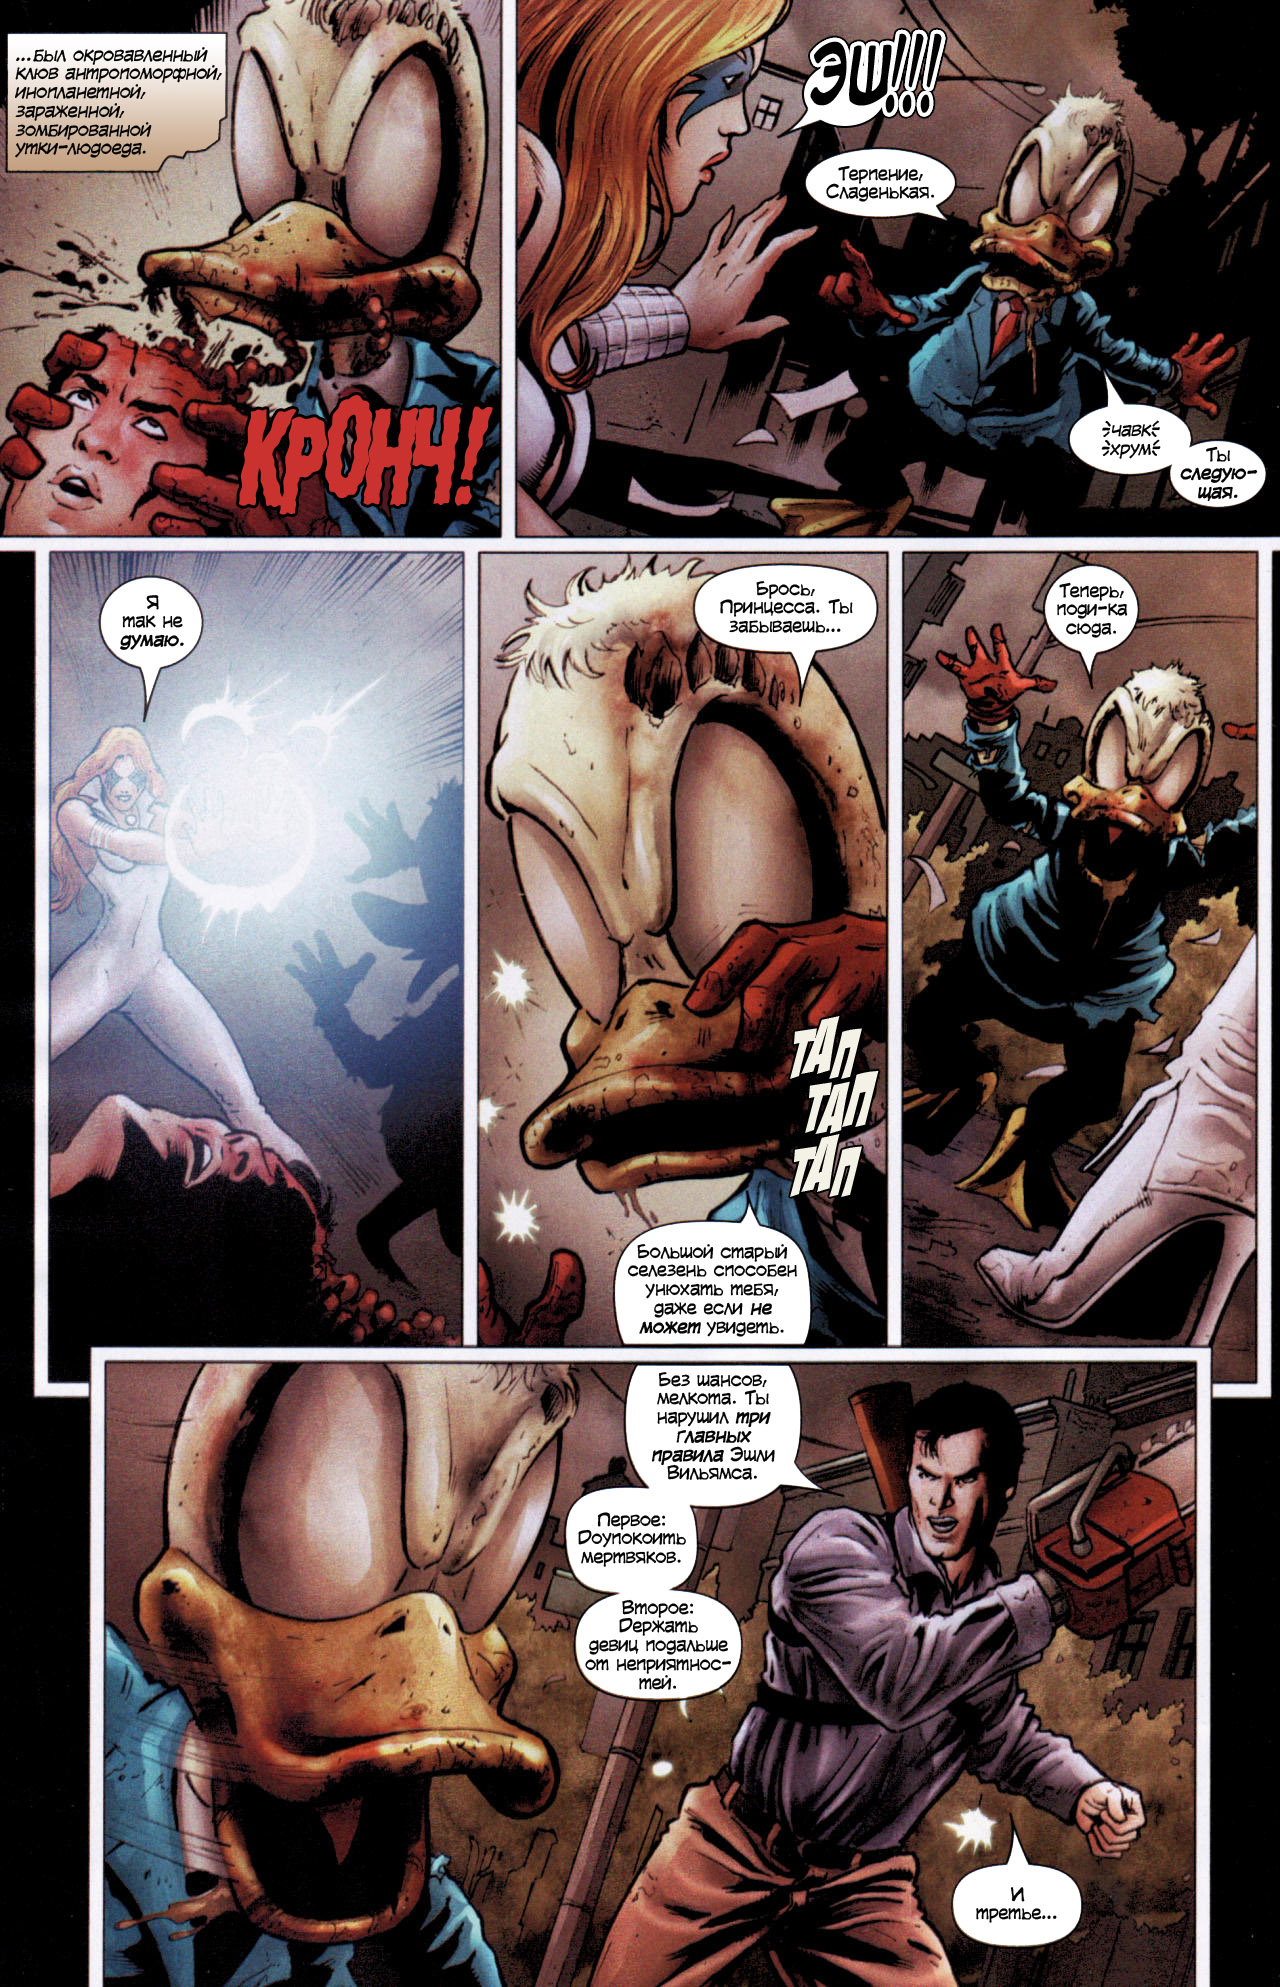 ...Был окровавленный
клюв антропоморфной,
инопланетной,
зараженной,
зомбированной
утки-людоеда.
КРОНЧ!
ЭШ!!!
Терпение,
Сладенькая.
чавк
хрум
Ты
следую-
щая.
Я
так не
думаю.
Брось,
Принцесса. Ты
забываешь...
ТАП
ТАП
ТАП
Большой старый
селезень способен
унюхать тебя,
даже если не
может увидеть.
Теперь,
поди-ка
сюда.
Без шансов,
мелкота. Ты
нарушил три
главных
правила Эшли
Вильямса.
Первое:
Dоупокоить
мертвяков.
Второе:
Dержать
девиц подальше
от неприятнос-
тей.
И
третье...